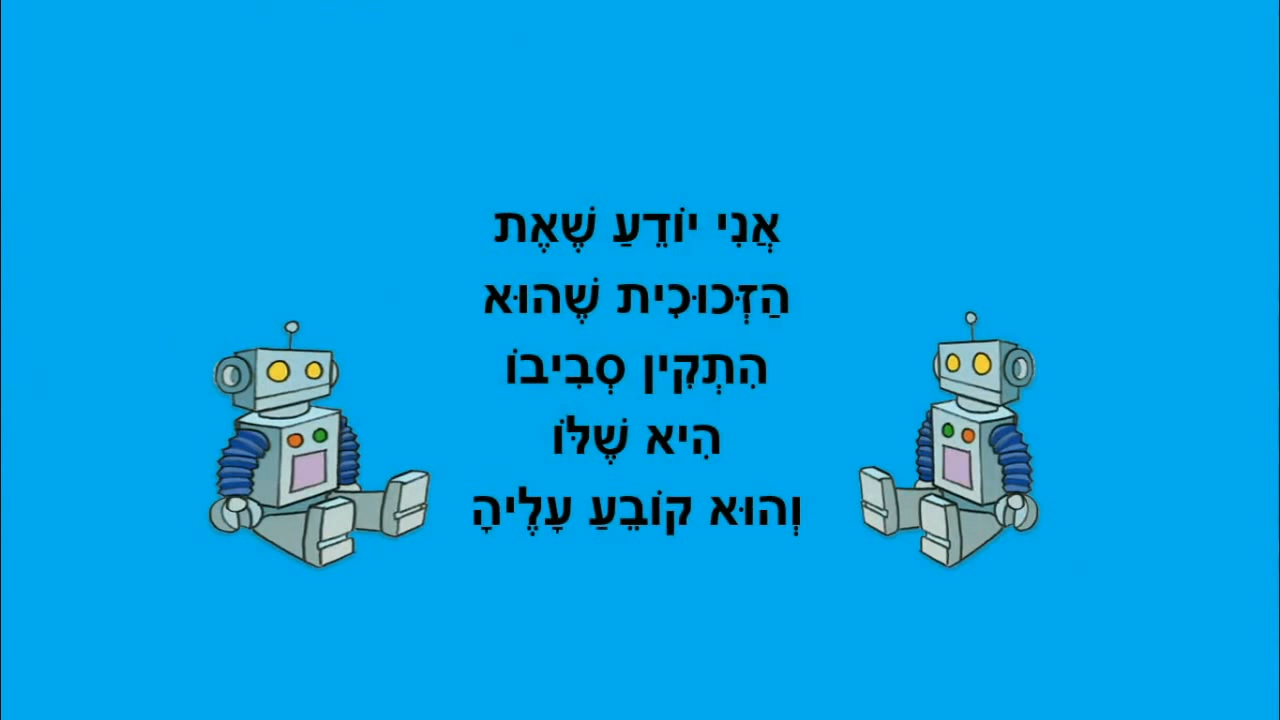 אֲנִי יוֹדֵעַ שֶׁאֶת
הַזְּכוּכִית שֶׁהוּא
הִתְקִין סְבִיבוֹ
הִיא שֶׁלּוֹ
וְהוּא קוֹבֵעַ עָלֶיהָ